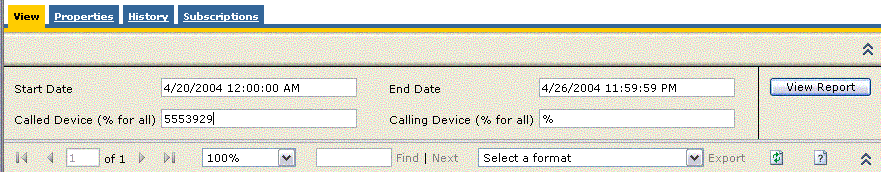 View Properties History Subscriptions
Start Date 4/20/2004 12:00:00 AM End Date 4/26/2004 11:59:59 PM View Report
Called Device (% for all) 5553929 Calling Device (% for all) %
1 of 1 100% Find | Next Select a format Export ?